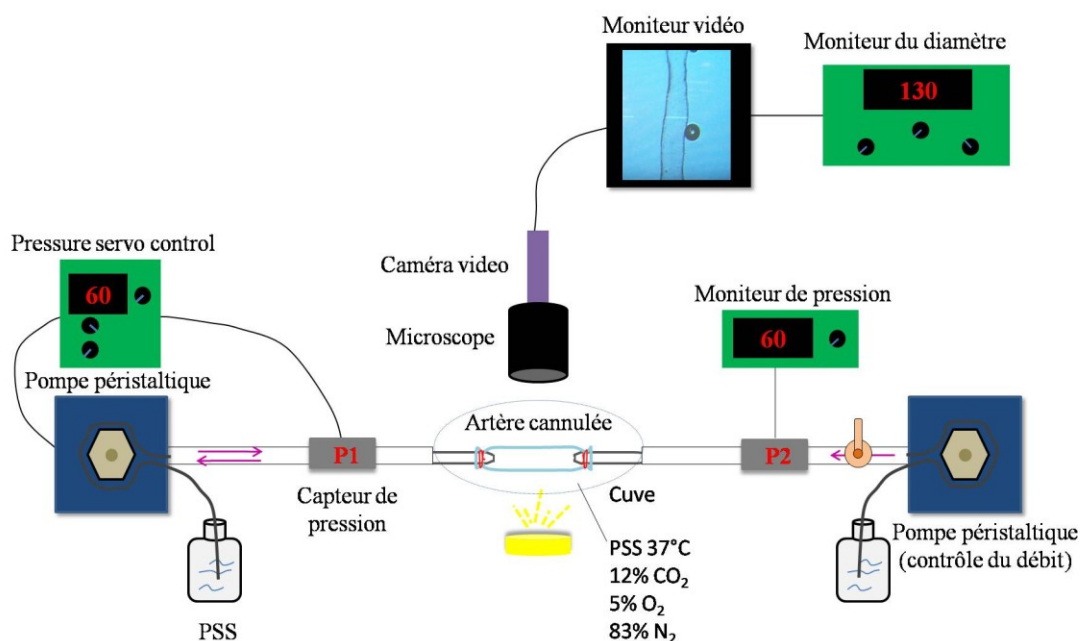 Moniteur vidéo
Moniteur du diamètre
130
Pressure servo control
60
Caméra video
Moniteur de pression
60
Microscope
Pompe péristaltique
Artère cannulée
P1
P2
Capteur de
pression
Cuve
PSS 37°C
12% CO₂
5% O₂
83% N₂
Pompe péristaltique
(contrôle du débit)
PSS